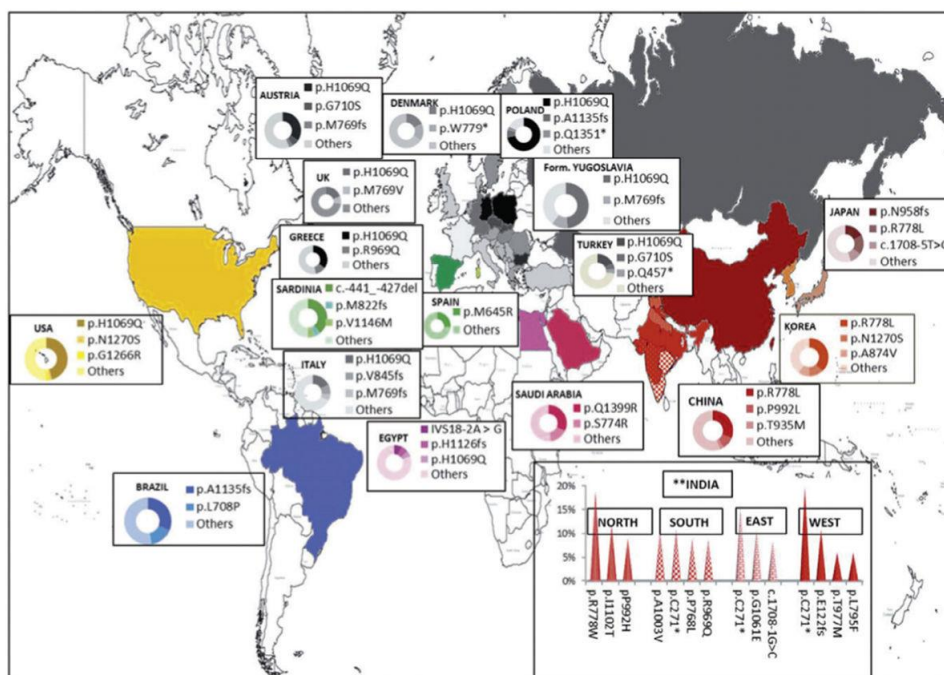 AUSTRIA
p.H1069Q
p.G710S
p.M769fs
Others
DENMARK
p.H1069Q
p.W779*
Others
POLAND
p.H1069Q
p.A1135fs
p.Q1351*
Others
UK
p.H1069Q
p.M769V
Others
Form. YUGOSLAVIA
p.H1069Q
p.M769fs
Others
JAPAN
p.N958fs
p.R778L
c.1708-5T>G
Others
GREECE
p.H1069Q
p.R969Q
Others
TURKEY
p.H1069Q
p.G710S
p.Q457*
Others
SARDINIA
c.-441_-427del
p.M822fs
p.V1146M
Others
SPAIN
p.M645R
Others
USA
p.H1069Q
p.N1270S
p.G1266R
Others
KOREA
p.R778L
p.N1270S
p.A874V
Others
ITALY
p.H1069Q
p.V845fs
p.M769fs
Others
SAUDI ARABIA
p.Q1399R
p.S774R
Others
CHINA
p.R778L
p.P992L
p.T935M
Others
EGYPT
IVS18-2A > G
p.H1126fs
p.H1069Q
Others
BRAZIL
p.A1135fs
p.L708P
Others
**INDIA
20%
15%
10%
5%
0%
NORTH
SOUTH
EAST
WEST
p.R778W
p.I1102T
pP992H
p.A1003V
p.C271*
p.P768L
p.R969Q
p.C271*
p.G1061E
c.1708-1G>C
p.C271*
p.E122fs
p.T977M
p.L795F